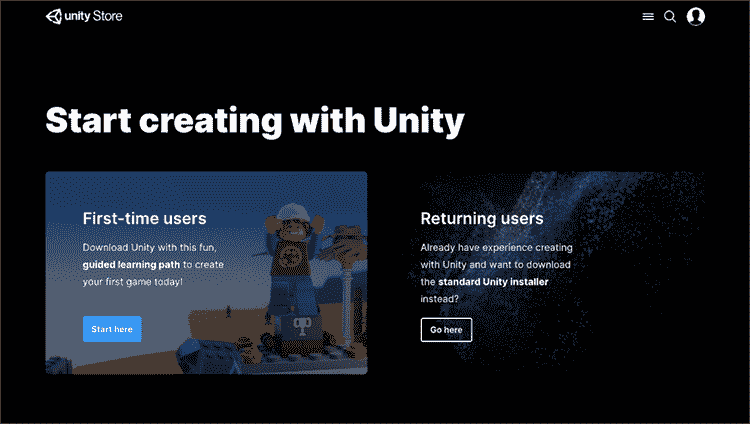 unity Store
Start creating with Unity
First-time users
Download Unity with this fun,
guided learning path to create
your first game today!
Start here
Returning users
Already have experience creating
with Unity and want to download
the standard Unity installer
instead?
Go here